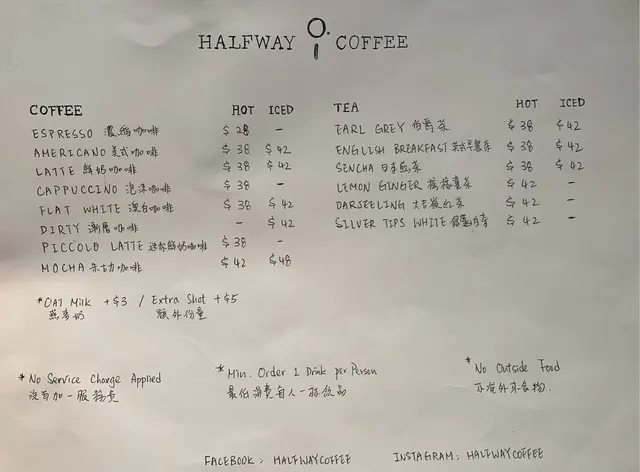 HALFWAY COFFEE
COFFEE HOT ICED
ESPRESSO 濃縮咖啡 $28 -
AMERICANO 美式咖啡 $38 $42
LATTE 鮮奶咖啡 $38 $42
CAPPUCCINO 泡沫咖啡 $38 -
FLAT WHITE 澳白咖啡 $38 $42
DIRTY 漸層咖啡 - $42
PICCOLO LATTE 迷你鮮奶咖啡 $38 -
MOCHA 朱古力咖啡 $42 $48
TEA HOT ICED
EARL GREY 伯爵茶 $38 $42
ENGLISH BREAKFAST 英式早餐茶 $38 $42
SENCHA 日本煎茶 $38 $42
LEMON GINGER 檸檬薑茶 $42 -
DARJEELING 大吉嶺紅茶 $42 -
SILVER TIPS WHITE $42 -
*OAT Milk +$3 / Extra Shot +$5
燕麥奶 額外份量
*No Service Charge Applied
沒有加一服務費
*Min. Order 1 Drink per Person
最低消費每人一杯飲品
*No Outside Food
不設外來食物.
FACEBOOK: HALFWAYCOFFEE INSTAGRAM: HALFWAYCOFFEE